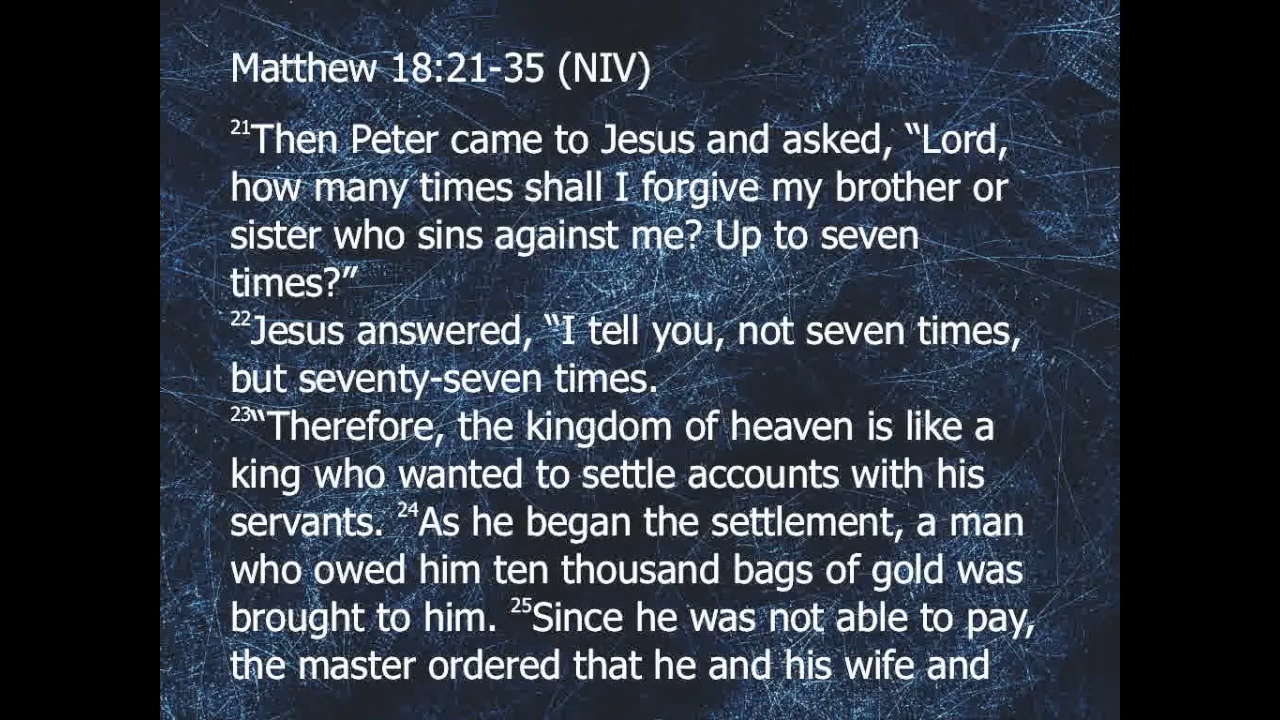 Matthew 18:21-35 (NIV)
21Then Peter came to Jesus and asked, “Lord,
how many times shall I forgive my brother or
sister who sins against me? Up to seven
times?”
22Jesus answered, “I tell you, not seven times,
but seventy-seven times.
23“Therefore, the kingdom of heaven is like a
king who wanted to settle accounts with his
servants. 24As he began the settlement, a man
who owed him ten thousand bags of gold was
brought to him. 25Since he was not able to pay,
the master ordered that he and his wife and